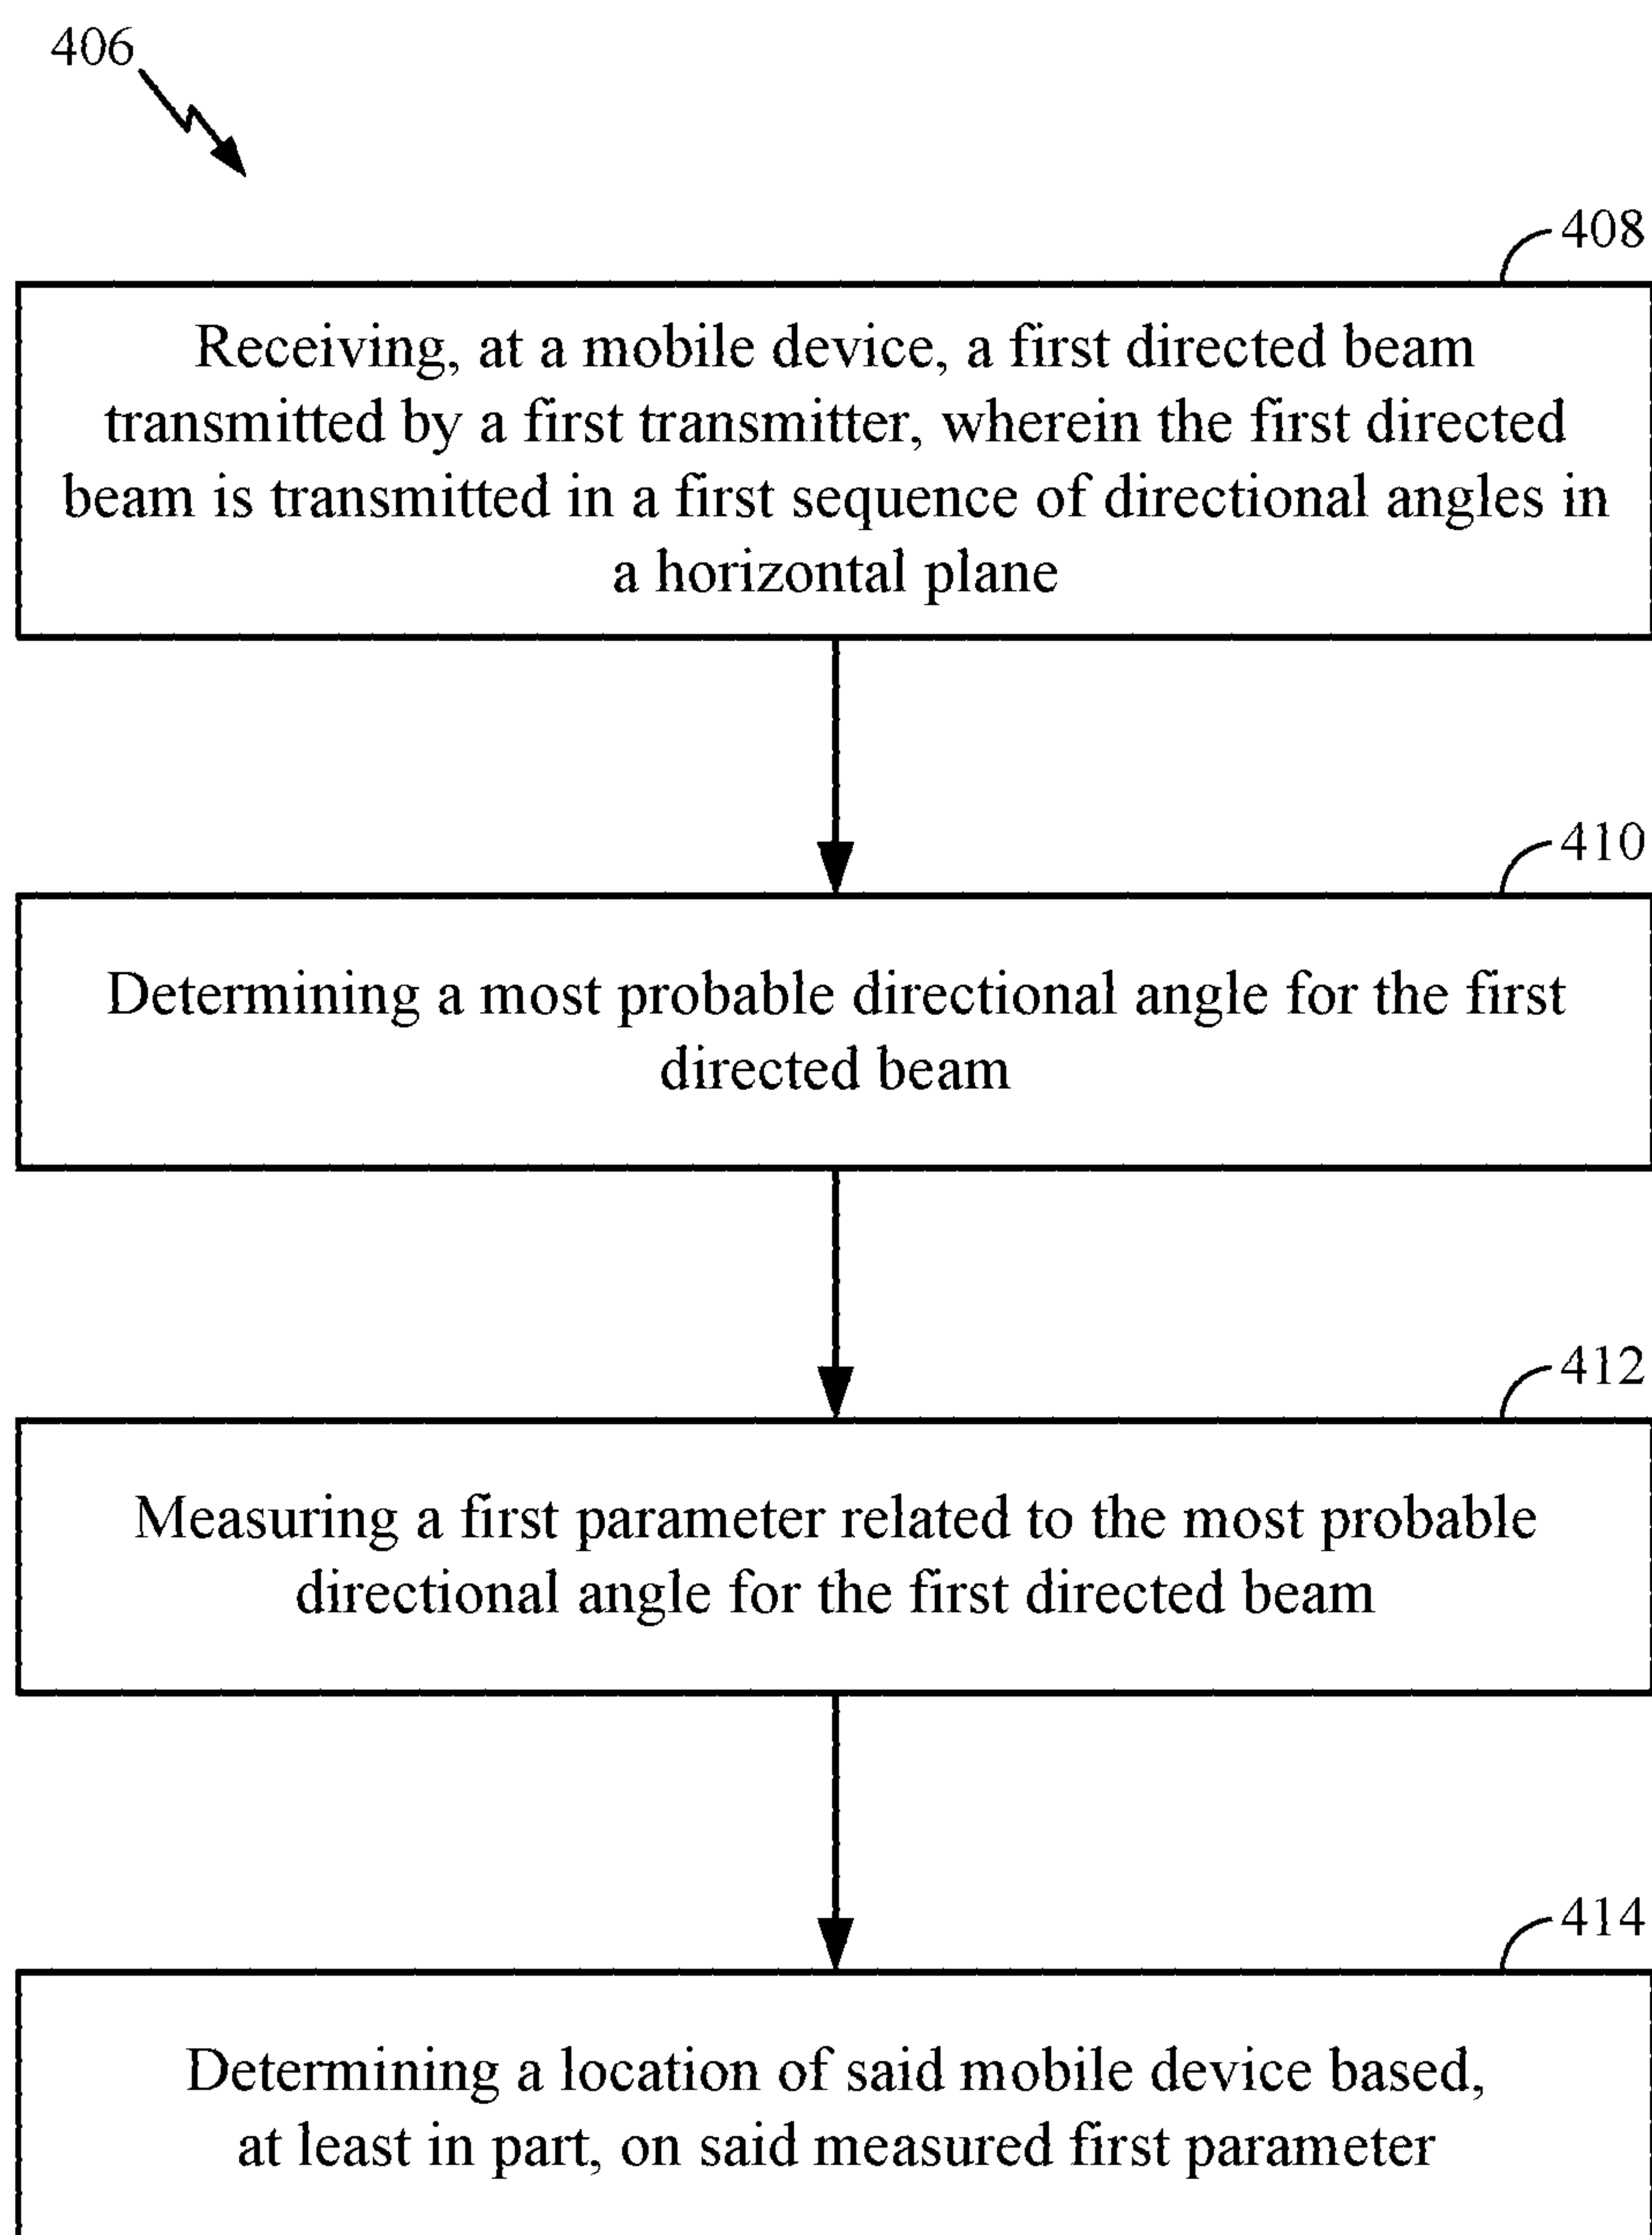 406
408
Receiving, at a mobile device, a first directed beam
transmitted by a first transmitter, wherein the first directed
beam is transmitted in a first sequence of directional angles in
a horizontal plane
410
Determining a most probable directional angle for the first
directed beam
412
Measuring a first parameter related to the most probable
directional angle for the first directed beam
414
Determining a location of said mobile device based,
at least in part, on said measured first parameter